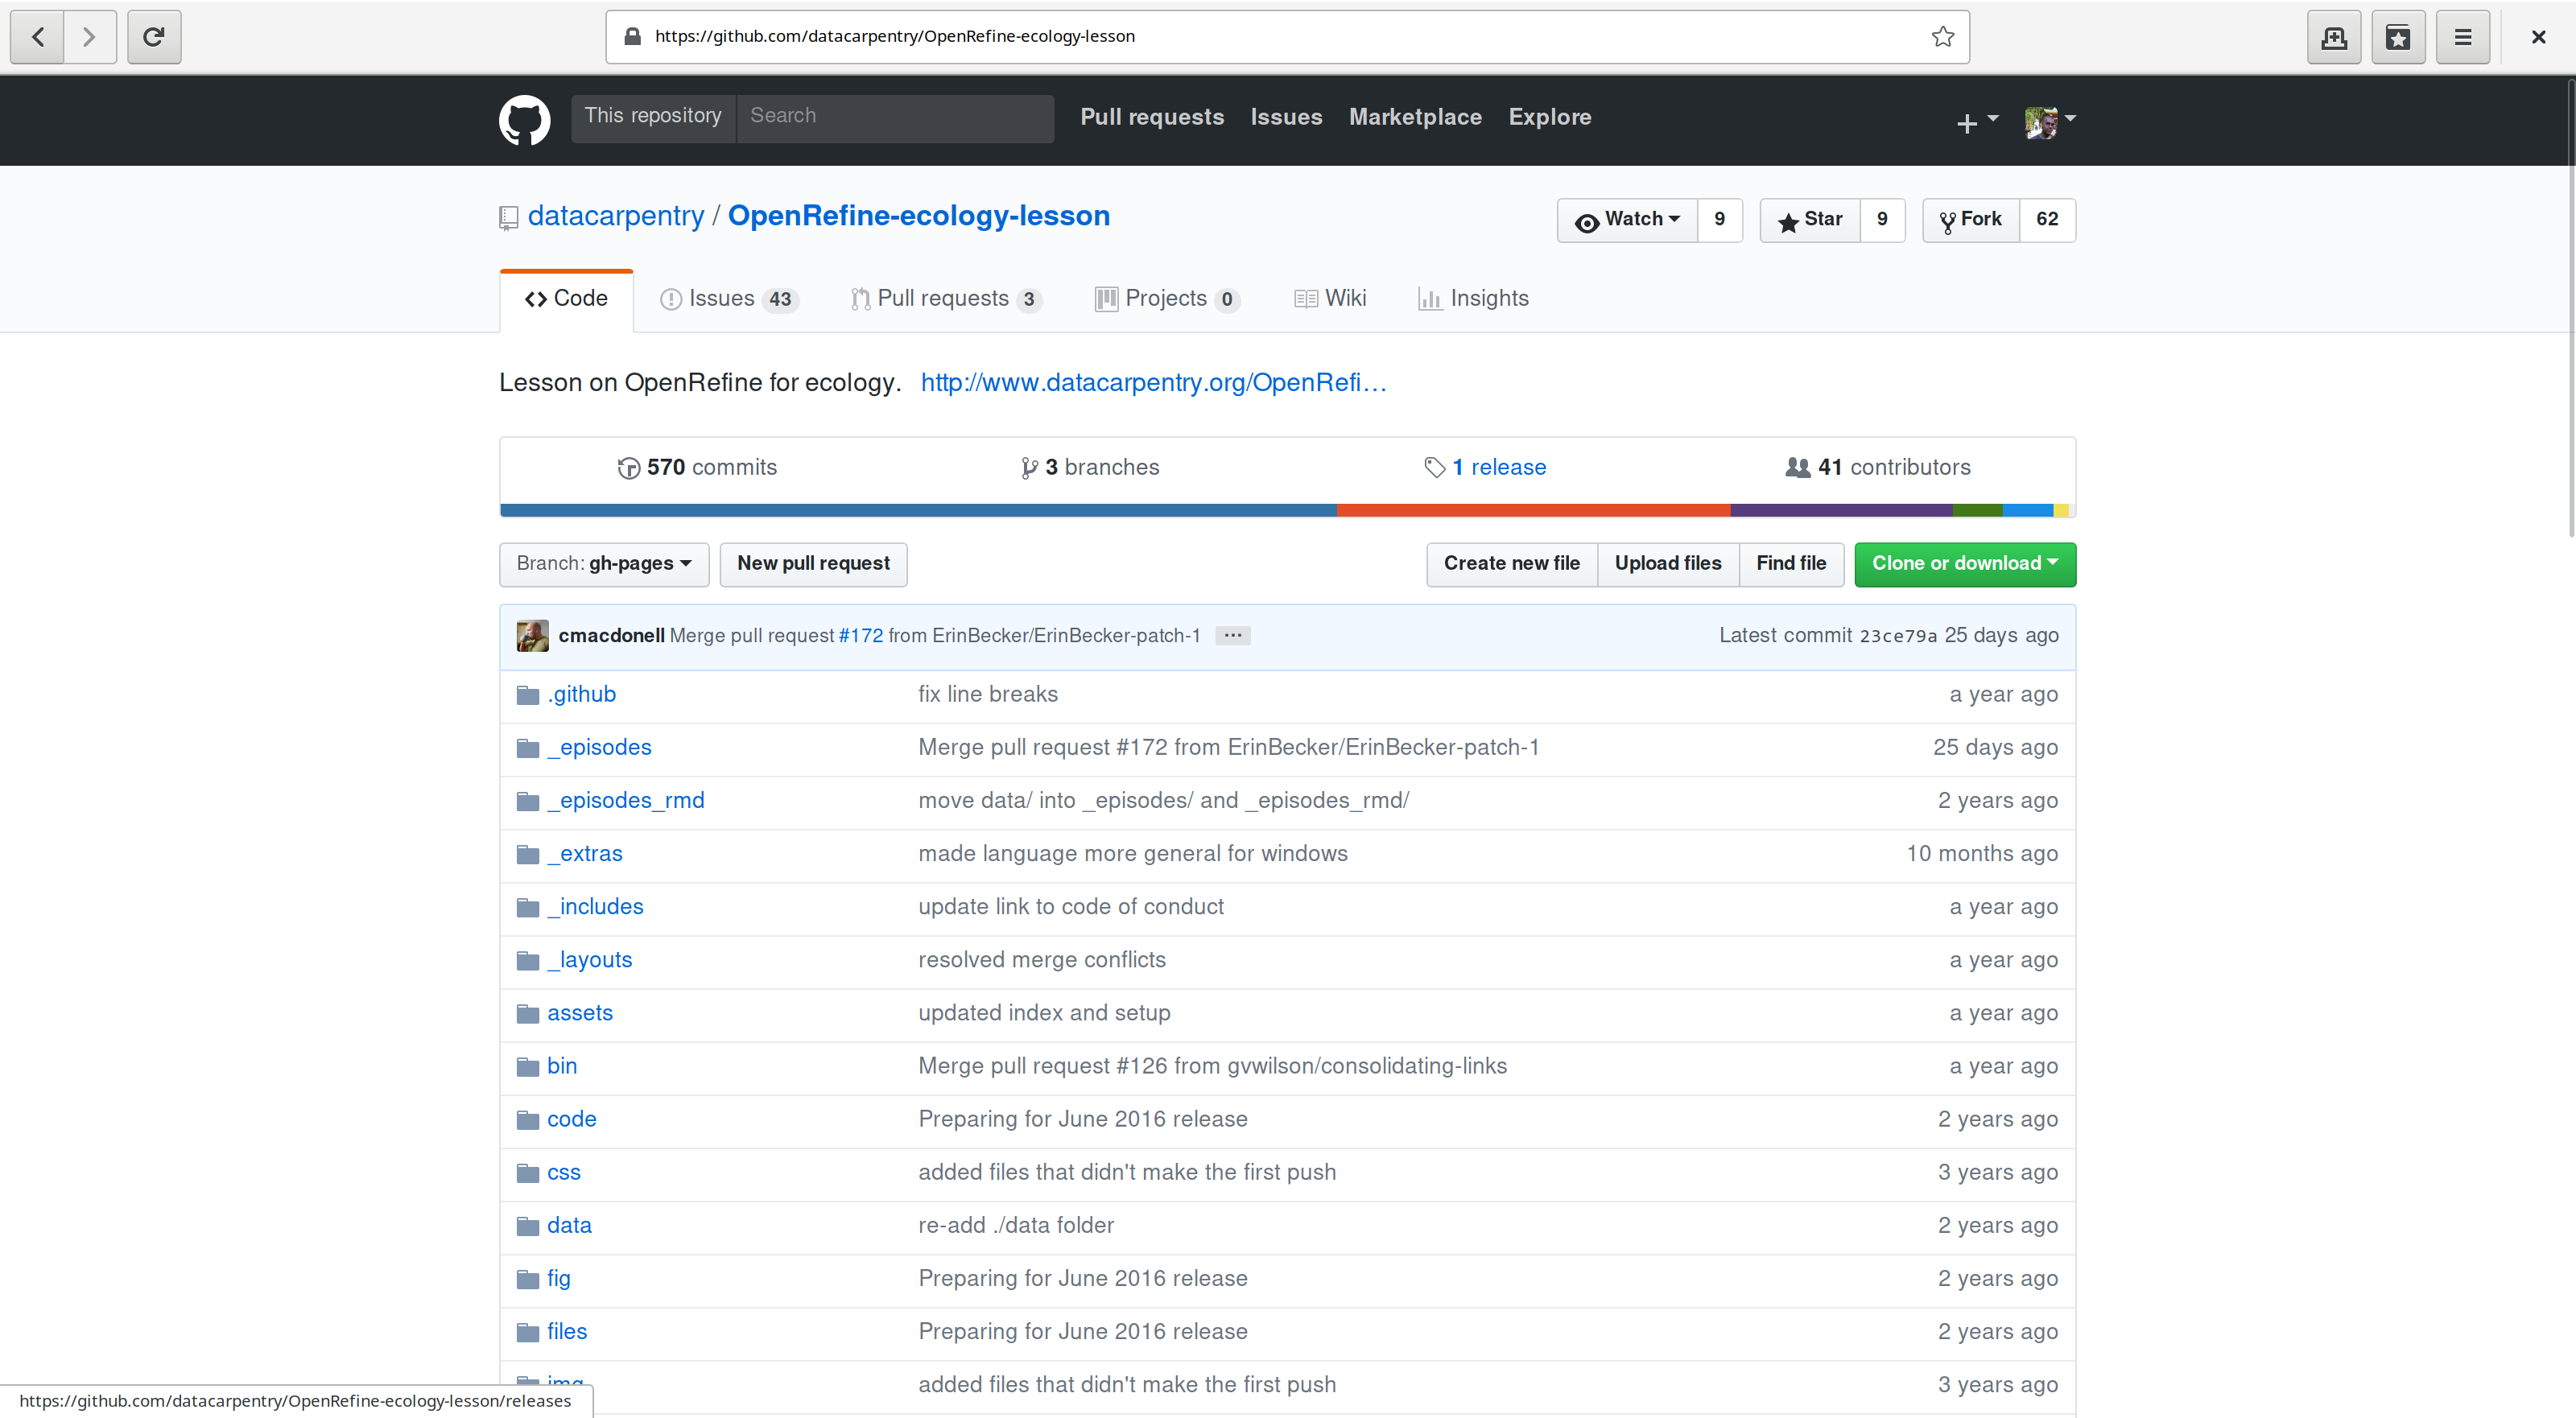 https://github.com/datacarpentry/OpenRefine-ecology-lesson
This repository Search Pull requests Issues Marketplace Explore
datacarpentry / OpenRefine-ecology-lesson Watch 9 Star 9 Fork 62
Code Issues 43 Pull requests 3 Projects 0 Wiki Insights
Lesson on OpenRefine for ecology. http://www.datacarpentry.org/OpenRefi…
570 commits 3 branches 1 release 41 contributors
Branch: gh-pages New pull request Create new file Upload files Find file Clone or download
cmacdonell Merge pull request #172 from ErinBecker/ErinBecker-patch-1 ... Latest commit 23ce79a 25 days ago
.github fix line breaks a year ago
_episodes Merge pull request #172 from ErinBecker/ErinBecker-patch-1 25 days ago
_episodes_rmd move data/ into _episodes/ and _episodes_rmd/ 2 years ago
_extras made language more general for windows 10 months ago
_includes update link to code of conduct a year ago
_layouts resolved merge conflicts a year ago
assets updated index and setup a year ago
bin Merge pull request #126 from gvwilson/consolidating-links a year ago
code Preparing for June 2016 release 2 years ago
css added files that didn't make the first push 3 years ago
data re-add ./data folder 2 years ago
fig Preparing for June 2016 release 2 years ago
files Preparing for June 2016 release 2 years ago
img added files that didn't make the first push 3 years ago
https://github.com/datacarpentry/OpenRefine-ecology-lesson/releases